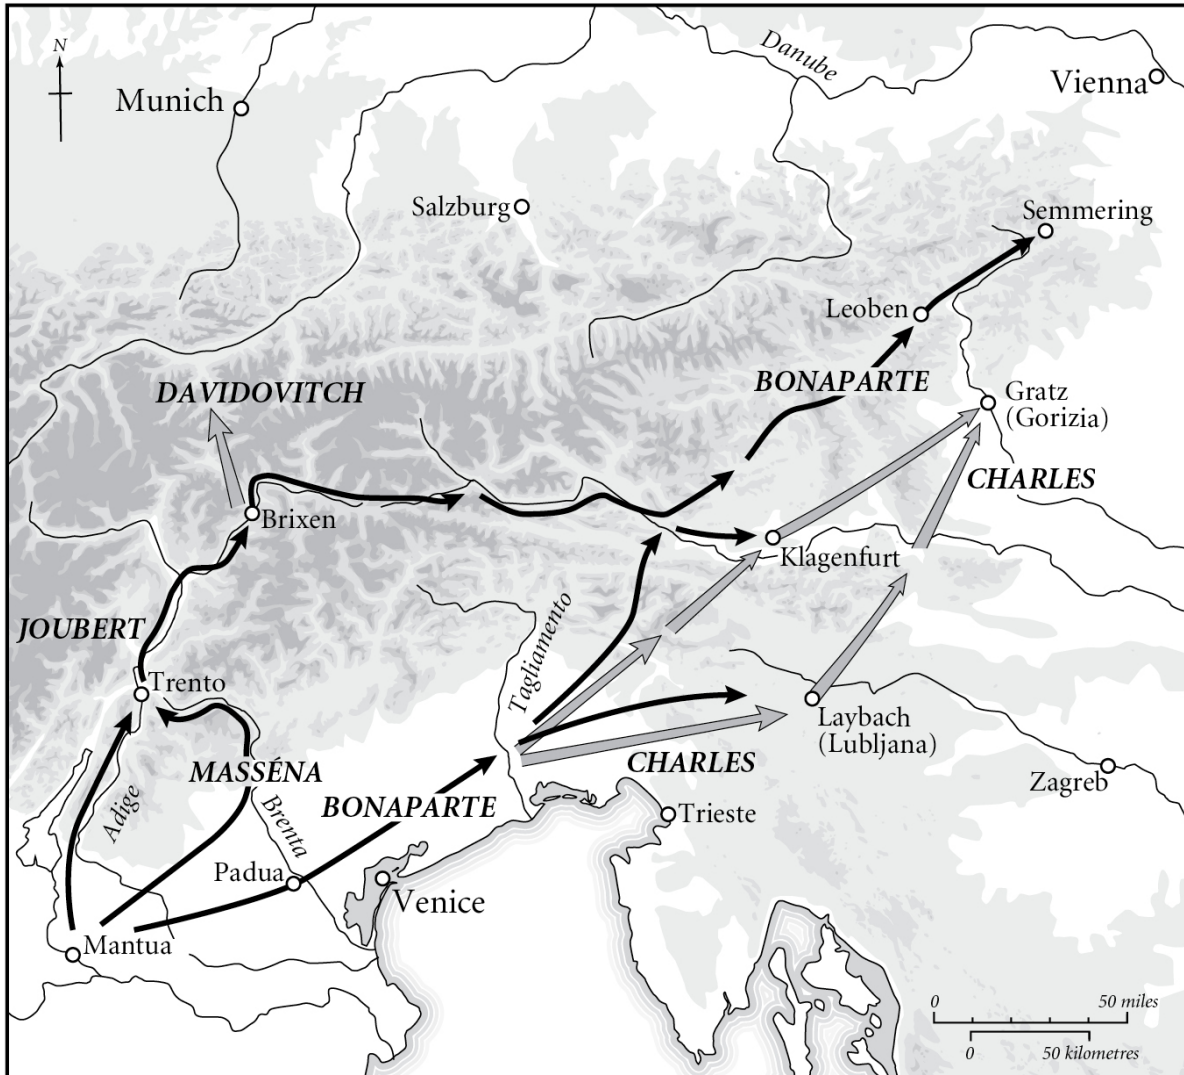 N
Danube
Vienna
Munich
Salzburg
Semmering
Leoben
DAVIDOVITCH
BONAPARTE
Gratz
(Gorizia)
CHARLES
Brixen
Klagenfurt
JOUBERT
Tagliamento
Trento
Laybach
(Lubljana)
MASSÉNA
CHARLES
Zagreb
Adige
Brenta
BONAPARTE
Trieste
Padua
Venice
Mantua
0 50 miles
0 50 kilometres